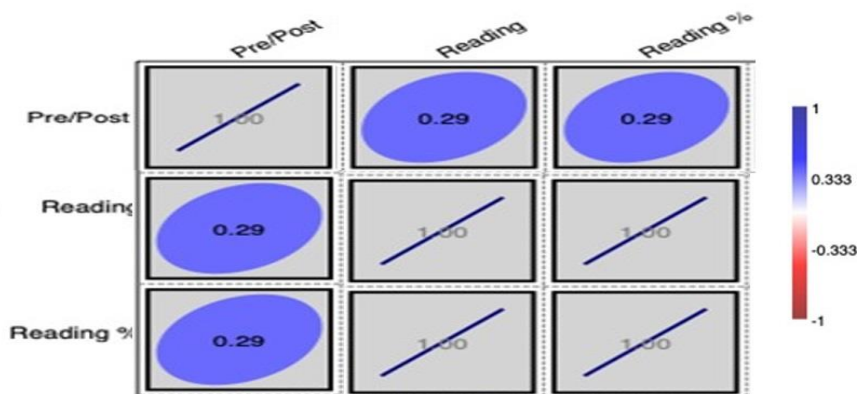 Pre/Post Reading Reading %
Pre/Post 1.00 0.29 0.29
Reading 0.29 1.00 1.00
Reading % 0.29 1.00 1.00
1
0.333
-0.333
-1